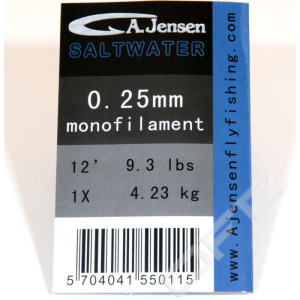 A.Jensen
SALTWATER
0.25mm
monofilament
12' 9.3 lbs
1X 4.23 kg
5 704041 550115
www.Ajensenflyfishing.com